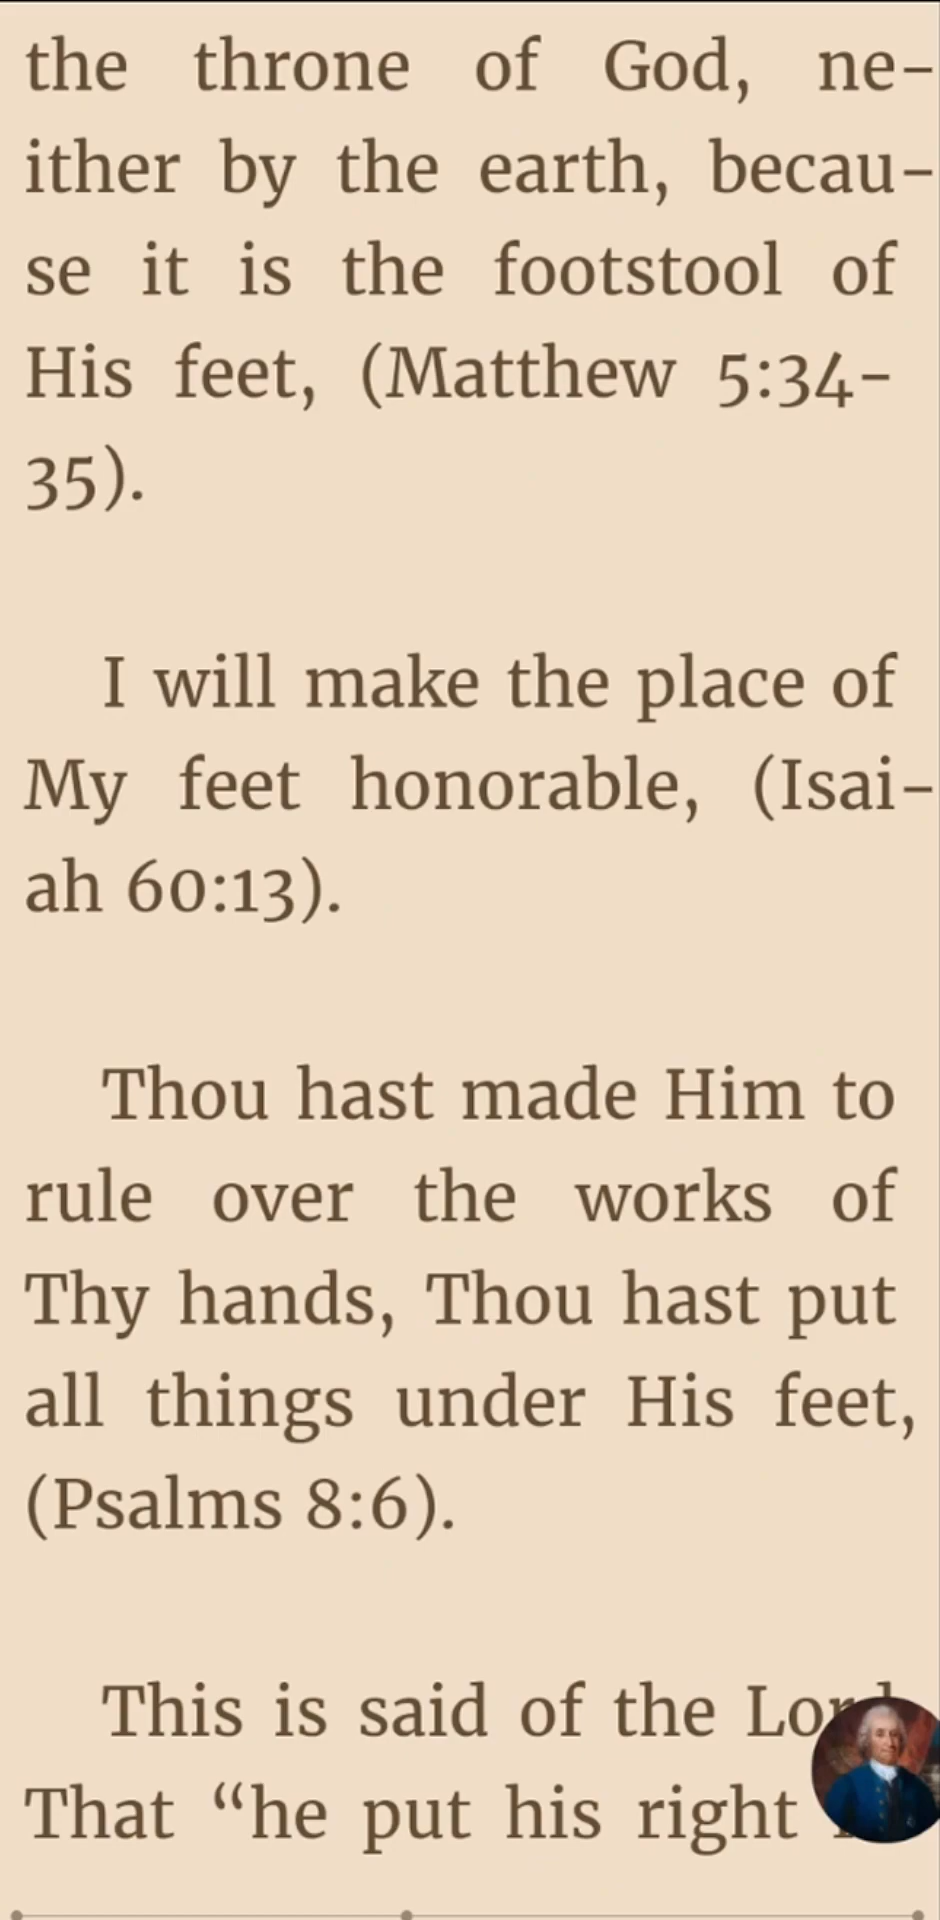 the throne of God, ne-
ither by the earth, becau-
se it is the footstool of
His feet, (Matthew 5:34-
35).
I will make the place of
My feet honorable, (Isai-
ah 60:13).
Thou hast made Him to
rule over the works of
Thy hands, Thou hast put
all things under His feet,
(Psalms 8:6).
This is said of the Lord
That “he put his right